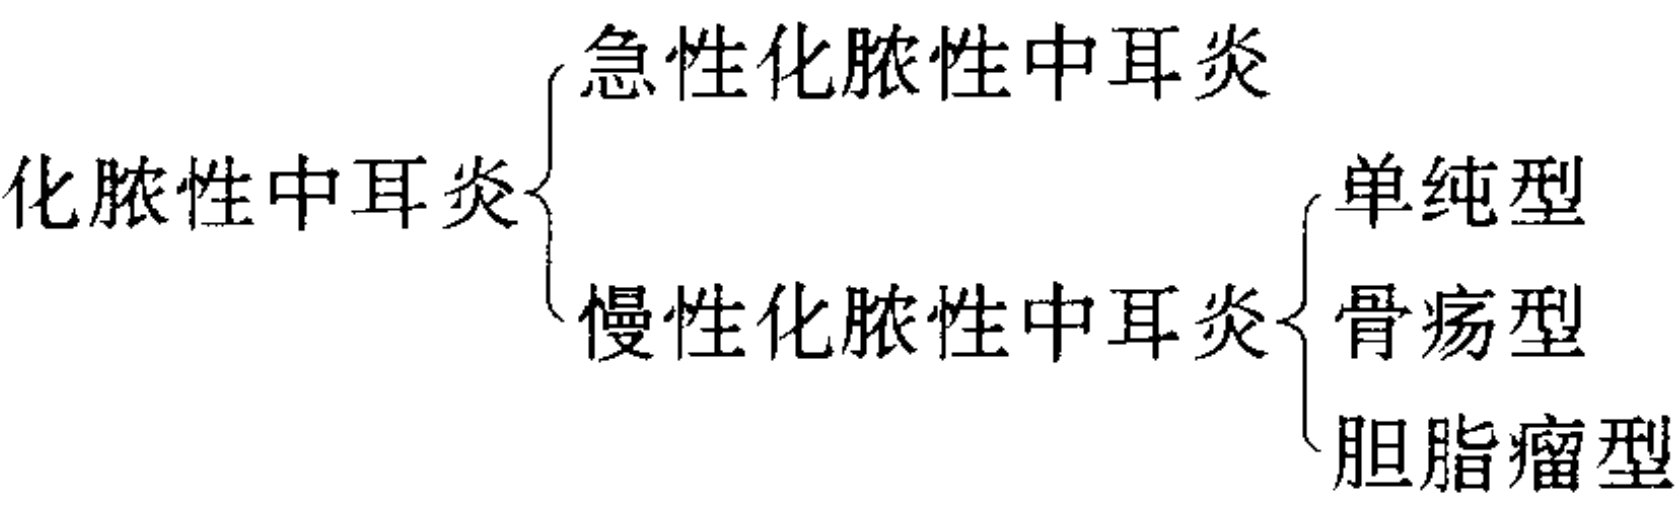 急性化脓性中耳炎
化脓性中耳炎
单纯型
慢性化脓性中耳炎
骨疡型
胆脂瘤型